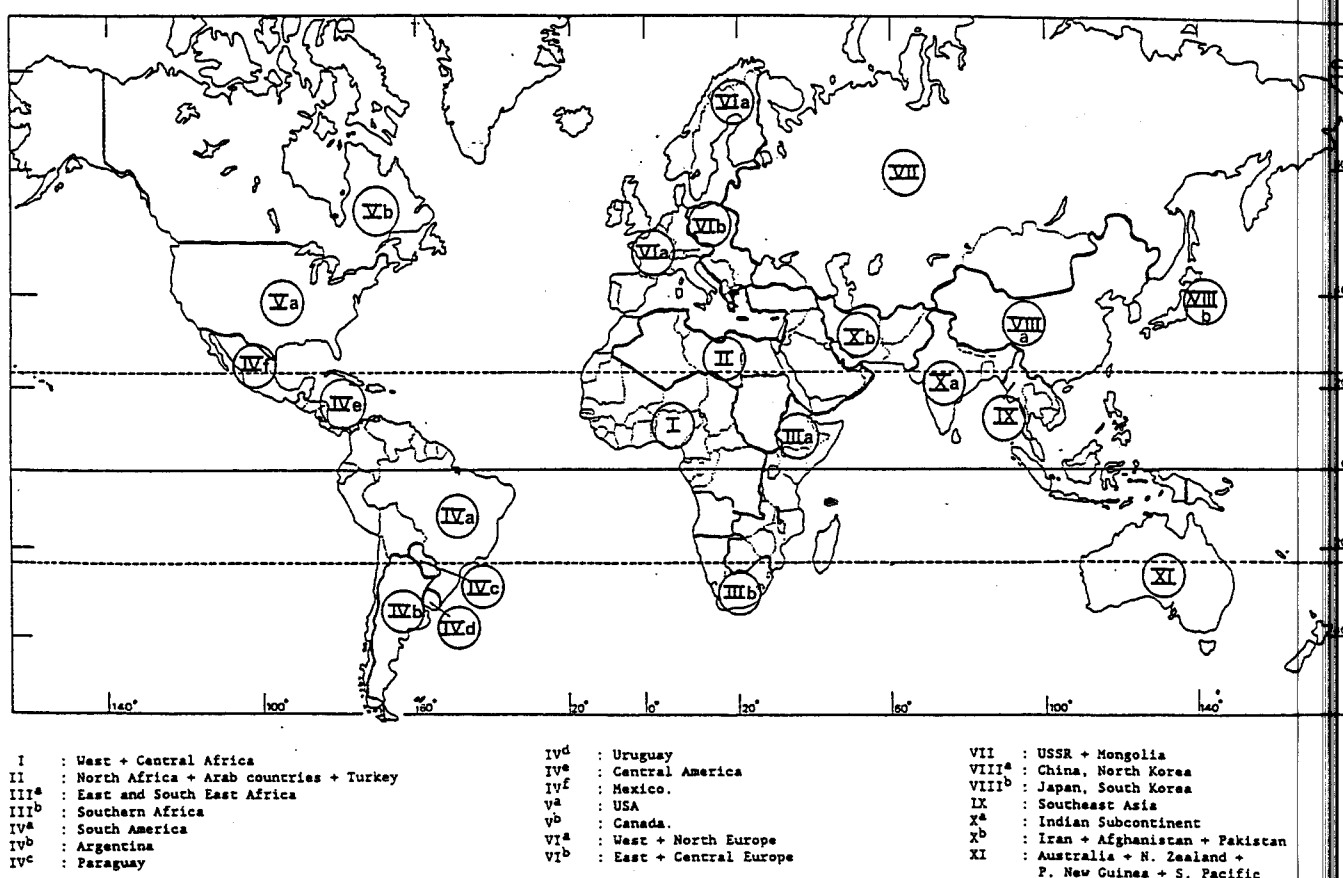 VIa
VII
Vb
VIb
VIa
Va
VIII
b
VIII
a
Xb
II
IVf
Xa
IVe
IX
I
IIIa
IVa
XI
IVc
IIIb
IVb
IVd
140° 100° 60° 20° 0° 20° 60° 100° 140°
I : West + Central Africa
II : North Africa + Arab countries + Turkey
IIIa : East and South East Africa
IIIb : Southern Africa
IVa : South America
IVb : Argentina
IVc : Paraguay
IVd : Uruguay
IVe : Central America
IVf : Mexico.
Va : USA
Vb : Canada.
VIa : West + North Europe
VIb : East + Central Europe
VII : USSR + Mongolia
VIIIa : China, North Korea
VIIIb : Japan, South Korea
IX : Southeast Asia
Xa : Indian Subcontinent
Xb : Iran + Afghanistan + Pakistan
XI : Australia + N. Zealand +
P. New Guinea + S. Pacific